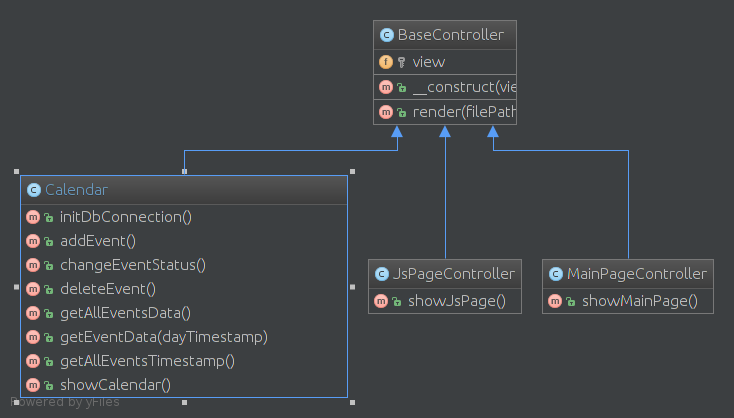 C BaseController
f view
m __construct(vie
m render(filePath
C Calendar
m initDbConnection()
m addEvent()
m changeEventStatus()
m deleteEvent()
m getAllEventsData()
m getEventData(dayTimestamp)
m getAllEventsTimestamp()
m showCalendar()
C JsPageController
m showJsPage()
C MainPageController
m showMainPage()
Powered by yFiles